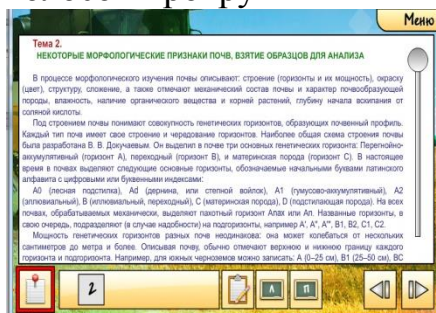 Меню
Тема 2.
НЕКОТОРЫЕ МОРФОЛОГИЧЕСКИЕ ПРИЗНАКИ ПОЧВ, ВЗЯТИЕ ОБРАЗЦОВ ДЛЯ АНАЛИЗА
В процессе морфологического изучения почвы описывают: строение (горизонты и их мощность), окраску
(цвет), структуру, сложение, а также отмечают механический состав почвы и характер почвообразующей
породы, влажность, наличие органического вещества и корней растений, глубину начала вскипания от
соляной кислоты.
Под строением почвы понимают совокупность генетических горизонтов, образующих почвенный профиль.
Каждый тип почв имеет свое строение и чередование горизонтов. Наиболее общая схема строения почвы
была разработана В. В. Докучаевым. Он выделил в почве три основных генетических горизонта: Перегнойно-
аккумулятивный (горизонт А), переходный (горизонт В), и материнская порода (горизонт С). В настоящее
время в почвах выделяют следующие основные горизонты, обозначаемые начальными буквами латинского
алфавита с цифровыми или буквенными индексами:
А0 (лесная подстилка), Ad (дернина, или степной войлок), А1 (гумусово-аккумулятивный), А2
(элювиальный), В (иллювиальный, переходный), С (материнская порода), D (подстилающая порода). На всех
почвах, обрабатываемых механически, выделяют пахотный горизонт Апах или Ап. Названные горизонты, в
свою очередь, подразделяют (в случае надобности) на подгоризонты, например А', А", А"', В1, В2, С1, С2.
Мощность генетических горизонтов разных почв неодинакова: она может колебаться от нескольких
сантиметров до метра и более. Описывая почву, обычно отмечают верхнюю и нижнюю границу каждого
горизонта и подгоризонта. Например, для южных черноземов можно записать: А (0–25 см), В1 (25–50 см), ВС
2
Л
П